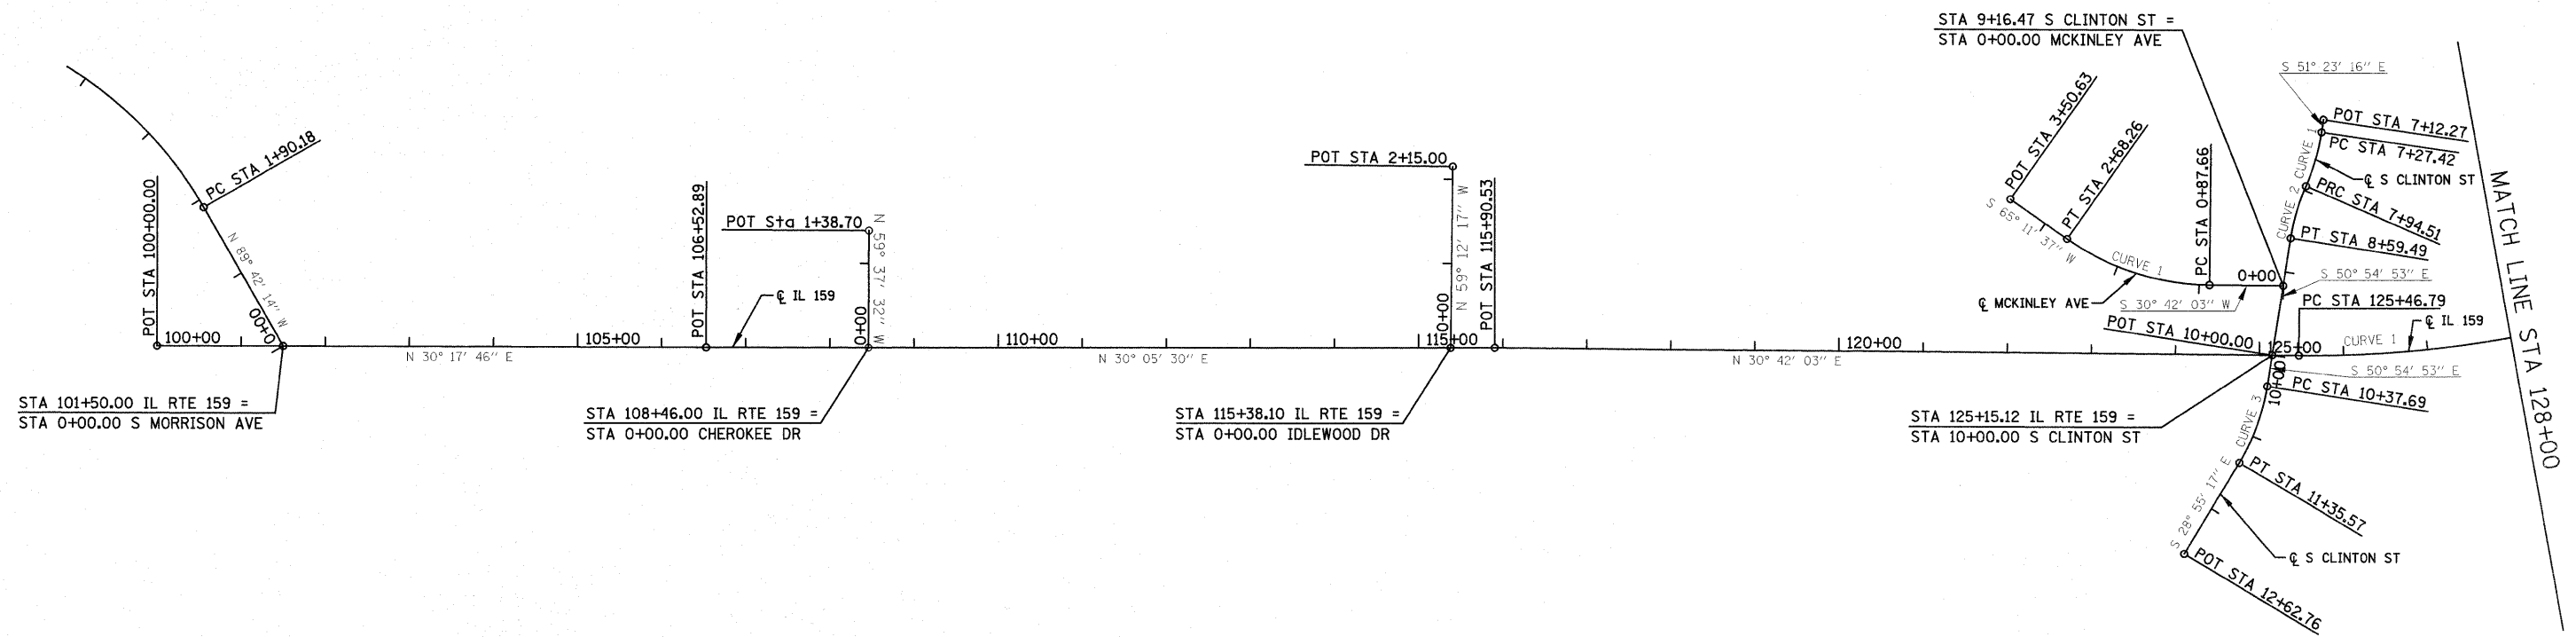 STA 9+16.47 S CLINTON ST =
STA 0+00.00 MCKINLEY AVE
S 51° 23' 16" E
POT STA 7+12.27
PC STA 7+27.42
℄ S CLINTON ST
PRC STA 7+94.51
PT STA 8+59.49
CURVE 1
CURVE 2
S 50° 54' 53" E
PC STA 125+46.79
℄ IL 159
CURVE 1
S 50° 54' 53" E
PC STA 10+37.69
MATCH LINE STA 128+00
POT STA 3+50.63
PT STA 2+68.26
PC STA 0+87.66
S 65° 11' 37" W
CURVE 1
0+00
℄ MCKINLEY AVE
S 30° 42' 03" W
POT STA 10+00.00
125+00
10+00
CURVE 3
PT STA 11+35.57
S 28° 55' 17" E
℄ S CLINTON ST
POT STA 12+62.76
STA 125+15.12 IL RTE 159 =
STA 10+00.00 S CLINTON ST
PC STA 1+90.18
POT STA 100+00.00
N 89° 42' 14" W
0+00
100+00
N 30° 17' 46" E
105+00
STA 101+50.00 IL RTE 159 =
STA 0+00.00 S MORRISON AVE
POT STA 106+52.89
POT Sta 1+38.70
N 59° 37' 32" W
℄ IL 159
0+00
110+00
N 30° 05' 30" E
STA 108+46.00 IL RTE 159 =
STA 0+00.00 CHEROKEE DR
POT STA 2+15.00
N 59° 12' 17" W
POT STA 115+90.53
0+00
115+00
STA 115+38.10 IL RTE 159 =
STA 0+00.00 IDLEWOOD DR
N 30° 42' 03" E
120+00